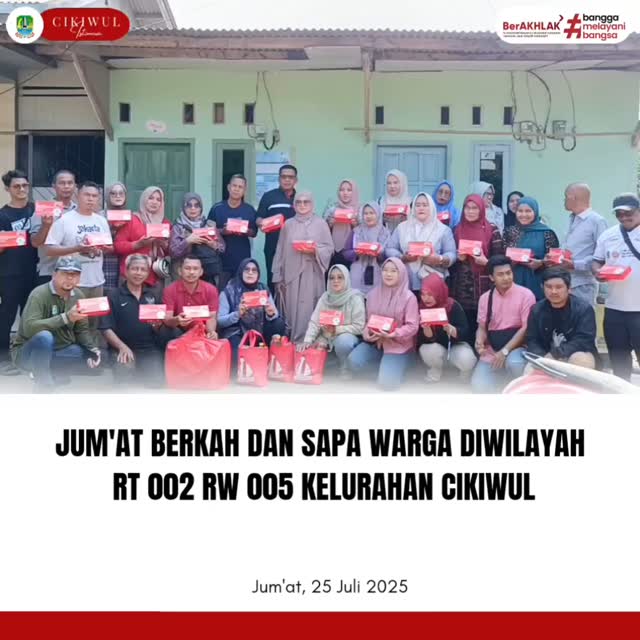 CIKIWUL
Istimewa
BerAKHLAK
#bangga
melayani
bangsa
Jakarta
JUM'AT BERKAH DAN SAPA WARGA DIWILAYAH
RT 002 RW 005 KELURAHAN CIKIWUL
Jum'at, 25 Juli 2025